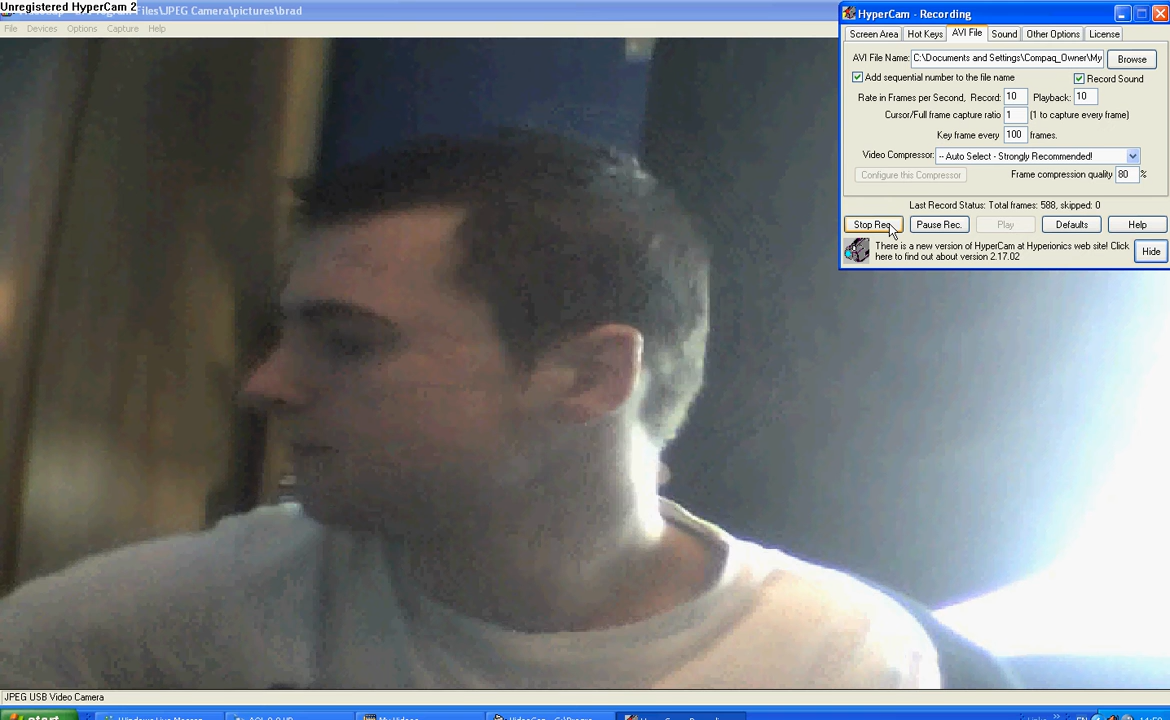 Unregistered HyperCam 2
Files\JPEG Camera\pictures\brad
File Devices Options Capture Help
HyperCam - Recording
Screen Area Hot Keys AVI File Sound Other Options License
AVI File Name: C:\Documents and Settings\Compaq_Owner\My
Browse
Add sequential number to the file name
Record Sound
Rate in Frames per Second, Record: 10 Playback: 10
Cursor/Full frame capture ratio 1 (1 to capture every frame)
Key frame every 100 frames.
Video Compressor: -- Auto Select - Strongly Recommended!
Configure this Compressor
Frame compression quality 80 %
Last Record Status: Total frames: 588, skipped: 0
Stop Rec. Pause Rec. Play Defaults Help
There is a new version of HyperCam at Hyperionics web site! Click
here to find out about version 2.17.02
Hide
JPEG USB Video Camera
start